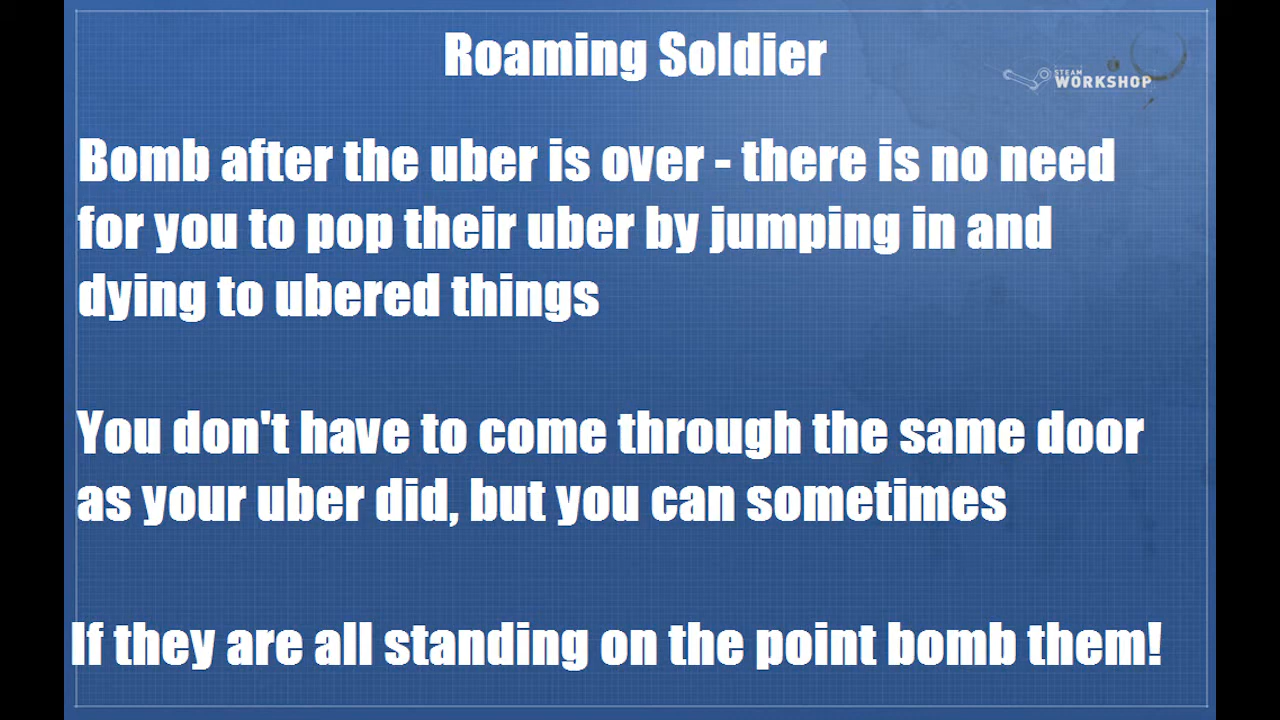 Roaming Soldier
STEAM
WORKSHOP
Bomb after the uber is over - there is no need
for you to pop their uber by jumping in and
dying to ubered things
You don't have to come through the same door
as your uber did, but you can sometimes
If they are all standing on the point bomb them!